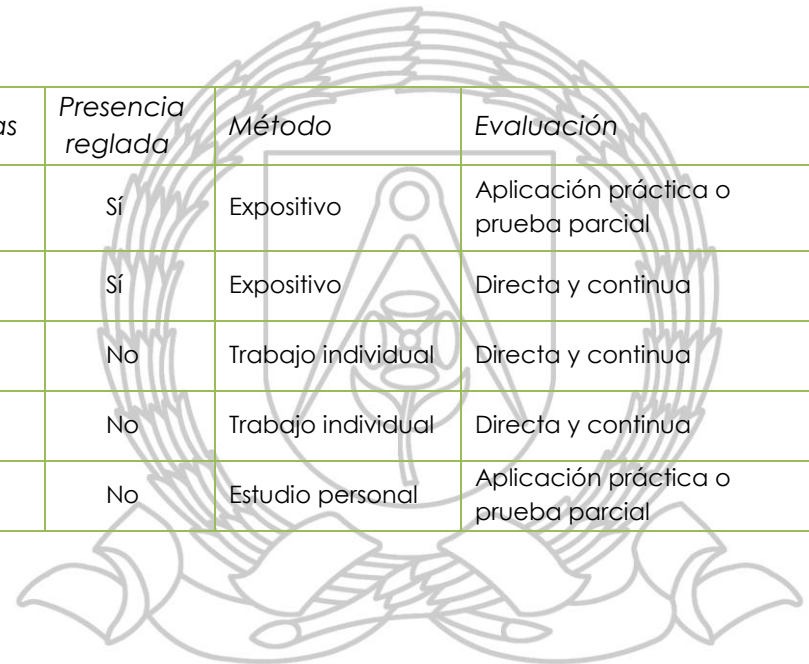 as Presencia reglada Método Evaluación
Sí Expositivo Aplicación práctica o prueba parcial
Sí Expositivo Directa y continua
No Trabajo individual Directa y continua
No Trabajo individual Directa y continua
No Estudio personal Aplicación práctica o prueba parcial